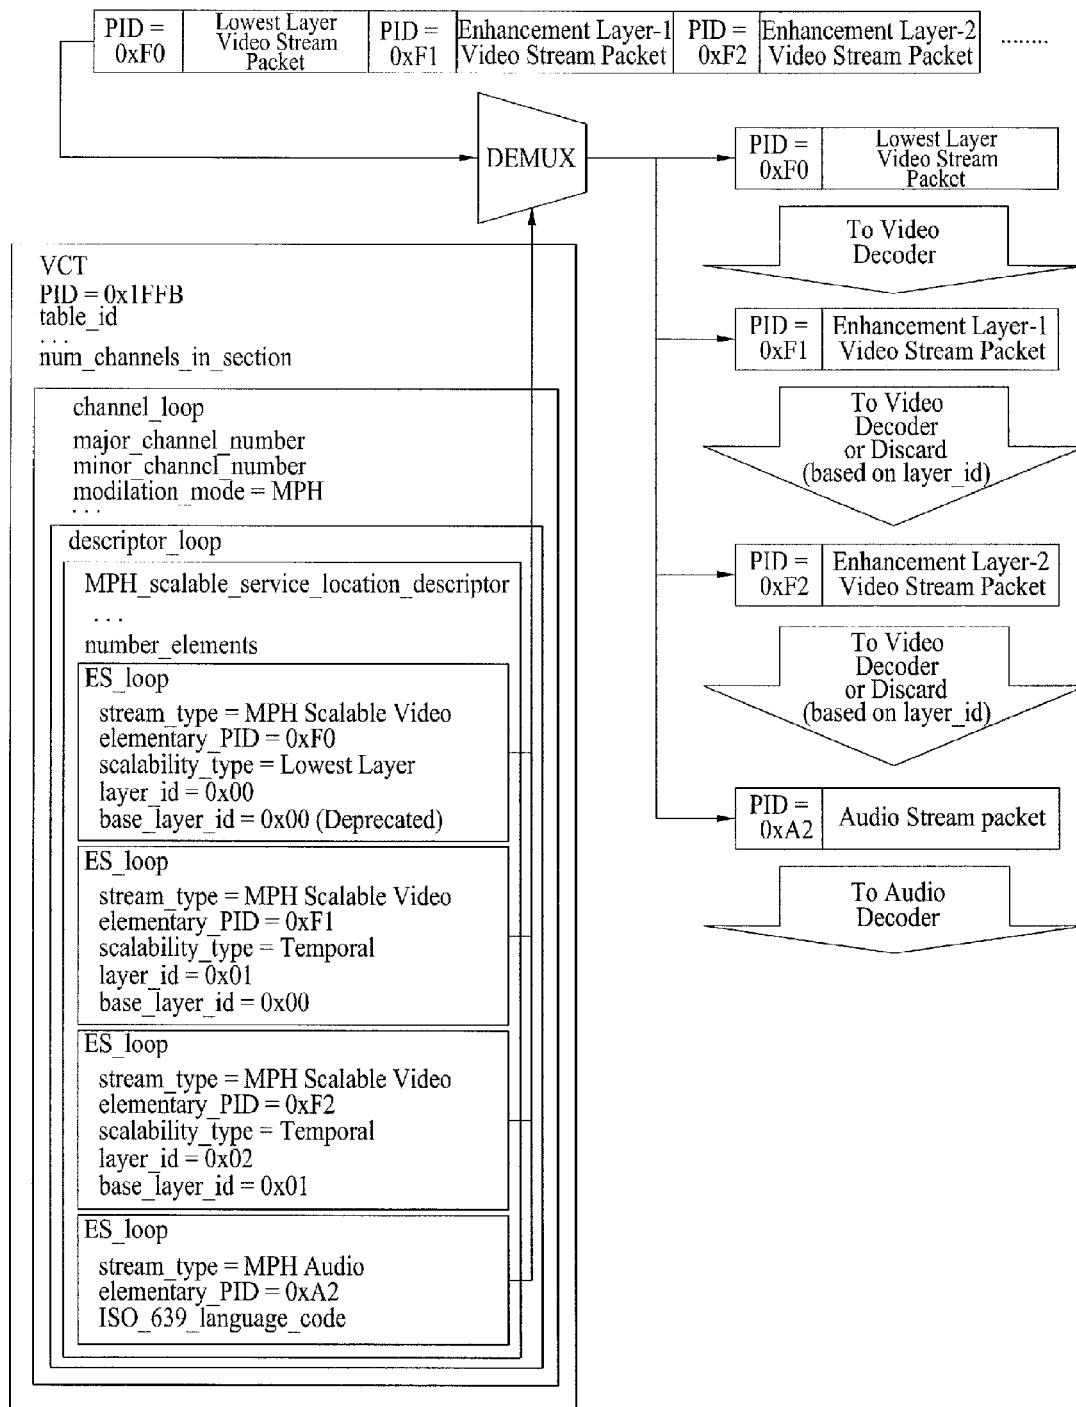 PID =
0xF0
Lowest Layer
Video Stream
Packet
PID =
0xF1
Enhancement Layer-1
Video Stream Packet
PID =
0xF2
Enhancement Layer-2
Video Stream Packet
........
DEMUX
PID =
0xF0
Lowest Layer
Video Stream
Packet
To Video
Decoder
PID =
0xF1
Enhancement Layer-1
Video Stream Packet
To Video
Decoder
or Discard
(based on layer_id)
PID =
0xF2
Enhancement Layer-2
Video Stream Packet
To Video
Decoder
or Discard
(based on layer_id)
PID =
0xA2
Audio Stream packet
To Audio
Decoder
VCT
PID = 0x1FFB
table_id
. . .
num_channels_in_section
channel_loop
major_channel_number
minor_channel_number
modilation_mode = MPH
. . .
descriptor_loop
MPH_scalable_service_location_descriptor
. . .
number_elements
ES_loop
stream_type = MPH Scalable Video
elementary_PID = 0xF0
scalability_type = Lowest Layer
layer_id = 0x00
base_layer_id = 0x00 (Deprecated)
ES_loop
stream_type = MPH Scalable Video
elementary_PID = 0xF1
scalability_type = Temporal
layer_id = 0x01
base_layer_id = 0x00
ES_loop
stream_type = MPH Scalable Video
elementary_PID = 0xF2
scalability_type = Temporal
layer_id = 0x02
base_layer_id = 0x01
ES_loop
stream_type = MPH Audio
elementary_PID = 0xA2
ISO_639_language_code